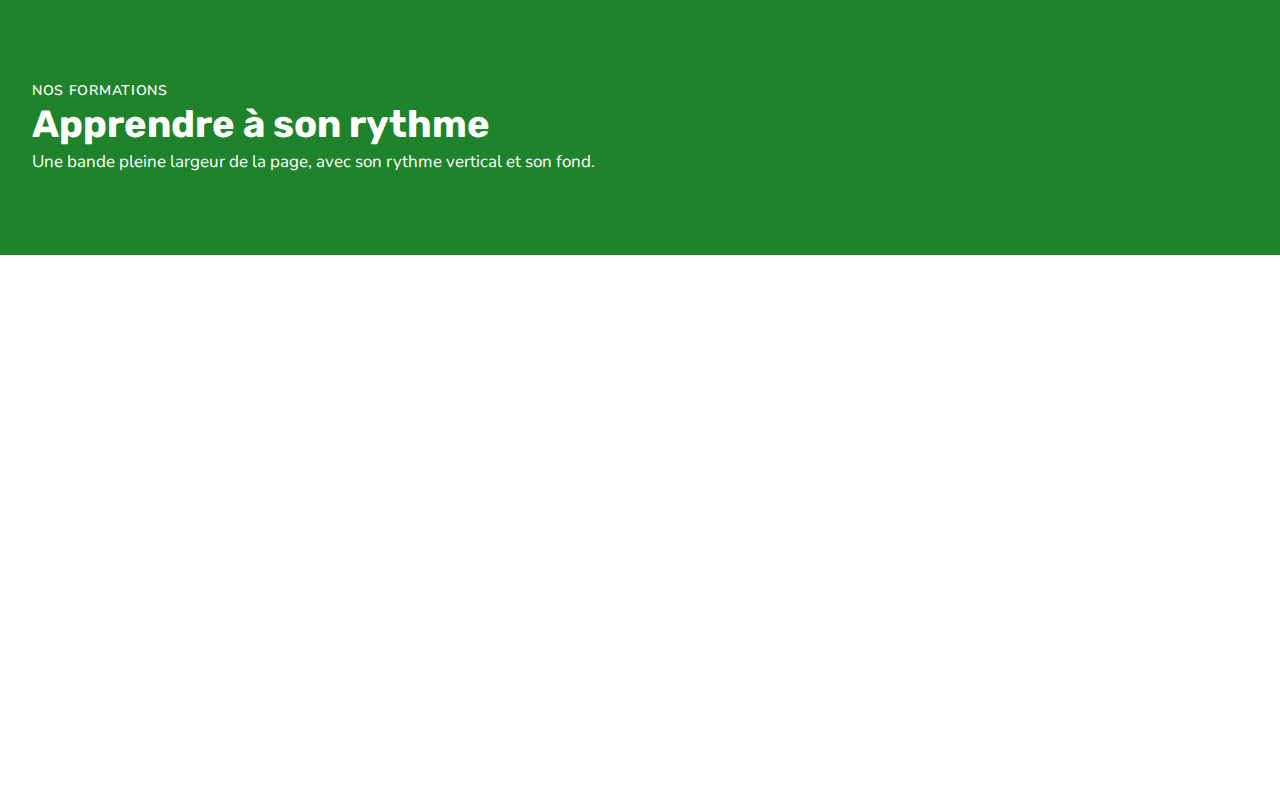 NOS FORMATIONS
Apprendre à son rythme
Une bande pleine largeur de la page, avec son rythme vertical et son fond.